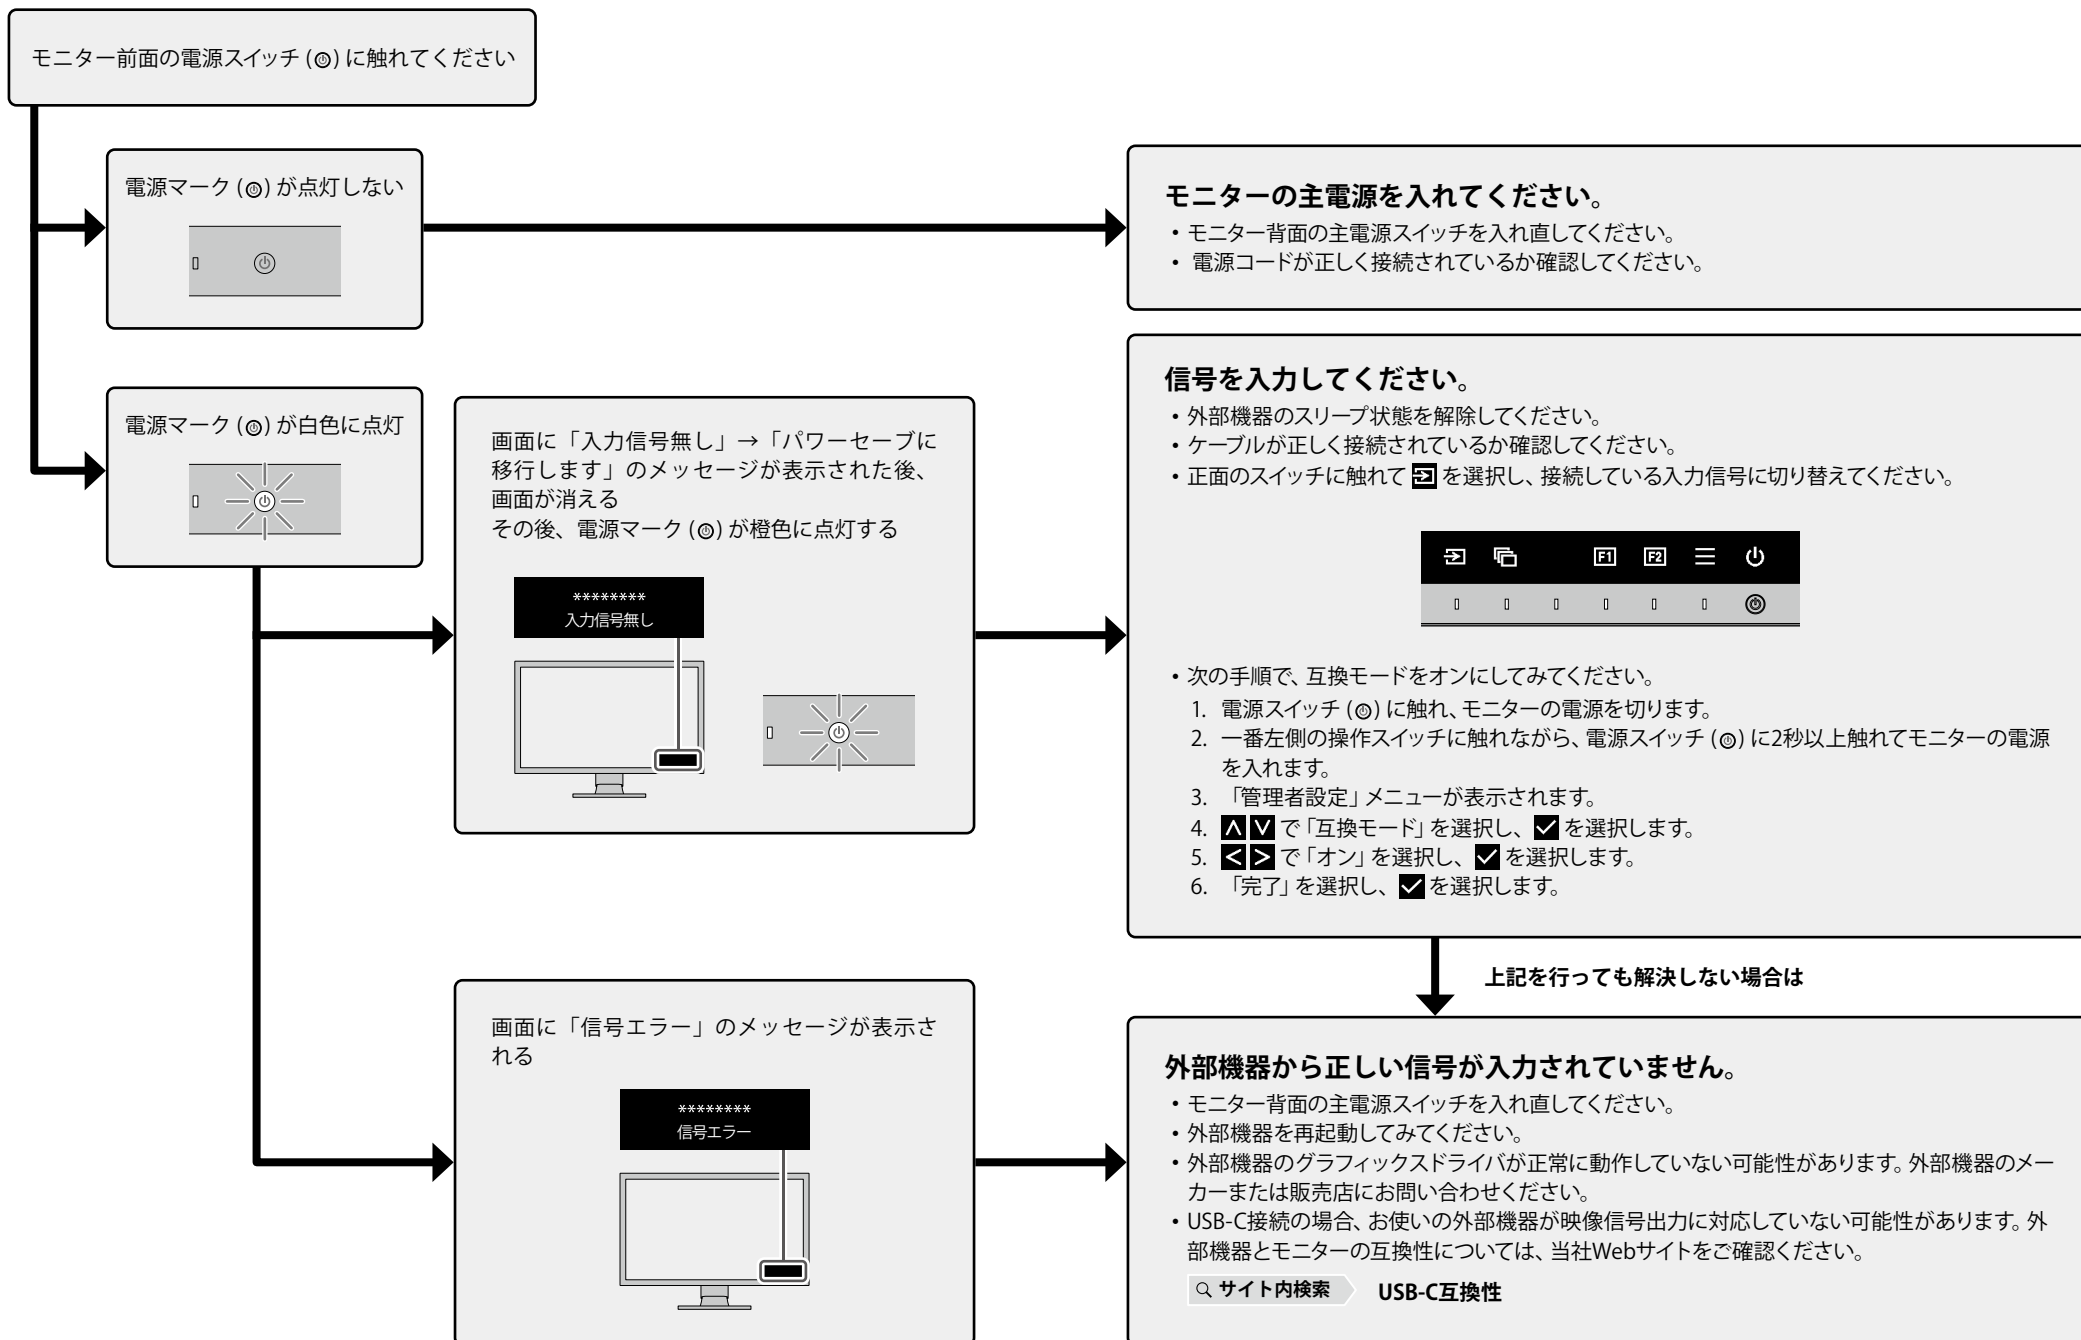 モニター前面の電源スイッチ (⏻) に触れてください
電源マーク (⏻) が点灯しない
モニターの主電源を入れてください。
• モニター背面の主電源スイッチを入れ直してください。
• 電源コードが正しく接続されているか確認してください。
電源マーク (⏻) が白色に点灯
画面に「入力信号無し」→「パワーセーブに
移行します」のメッセージが表示された後、
画面が消える
その後、電源マーク (⏻) が橙色に点灯する
********
入力信号無し
信号を入力してください。
• 外部機器のスリープ状態を解除してください。
• ケーブルが正しく接続されているか確認してください。
• 正面のスイッチに触れて を選択し、接続している入力信号に切り替えてください。
F1 F2
• 次の手順で、互換モードをオンにしてみてください。
1. 電源スイッチ (⏻) に触れ、モニターの電源を切ります。
2. 一番左側の操作スイッチに触れながら、電源スイッチ (⏻) に2秒以上触れてモニターの電源
を入れます。
3. 「管理者設定」メニューが表示されます。
4. ∧ ∨ で「互換モード」を選択し、 ✓ を選択します。
5. < > で「オン」を選択し、 ✓ を選択します。
6. 「完了」を選択し、 ✓ を選択します。
上記を行っても解決しない場合は
画面に「信号エラー」のメッセージが表示さ
れる
********
信号エラー
外部機器から正しい信号が入力されていません。
• モニター背面の主電源スイッチを入れ直してください。
• 外部機器を再起動してみてください。
• 外部機器のグラフィックスドライバが正常に動作していない可能性があります。外部機器のメー
カーまたは販売店にお問い合わせください。
• USB-C接続の場合、お使いの外部機器が映像信号出力に対応していない可能性があります。外
部機器とモニターの互換性については、当社Webサイトをご確認ください。
サイト内検索 USB-C互換性